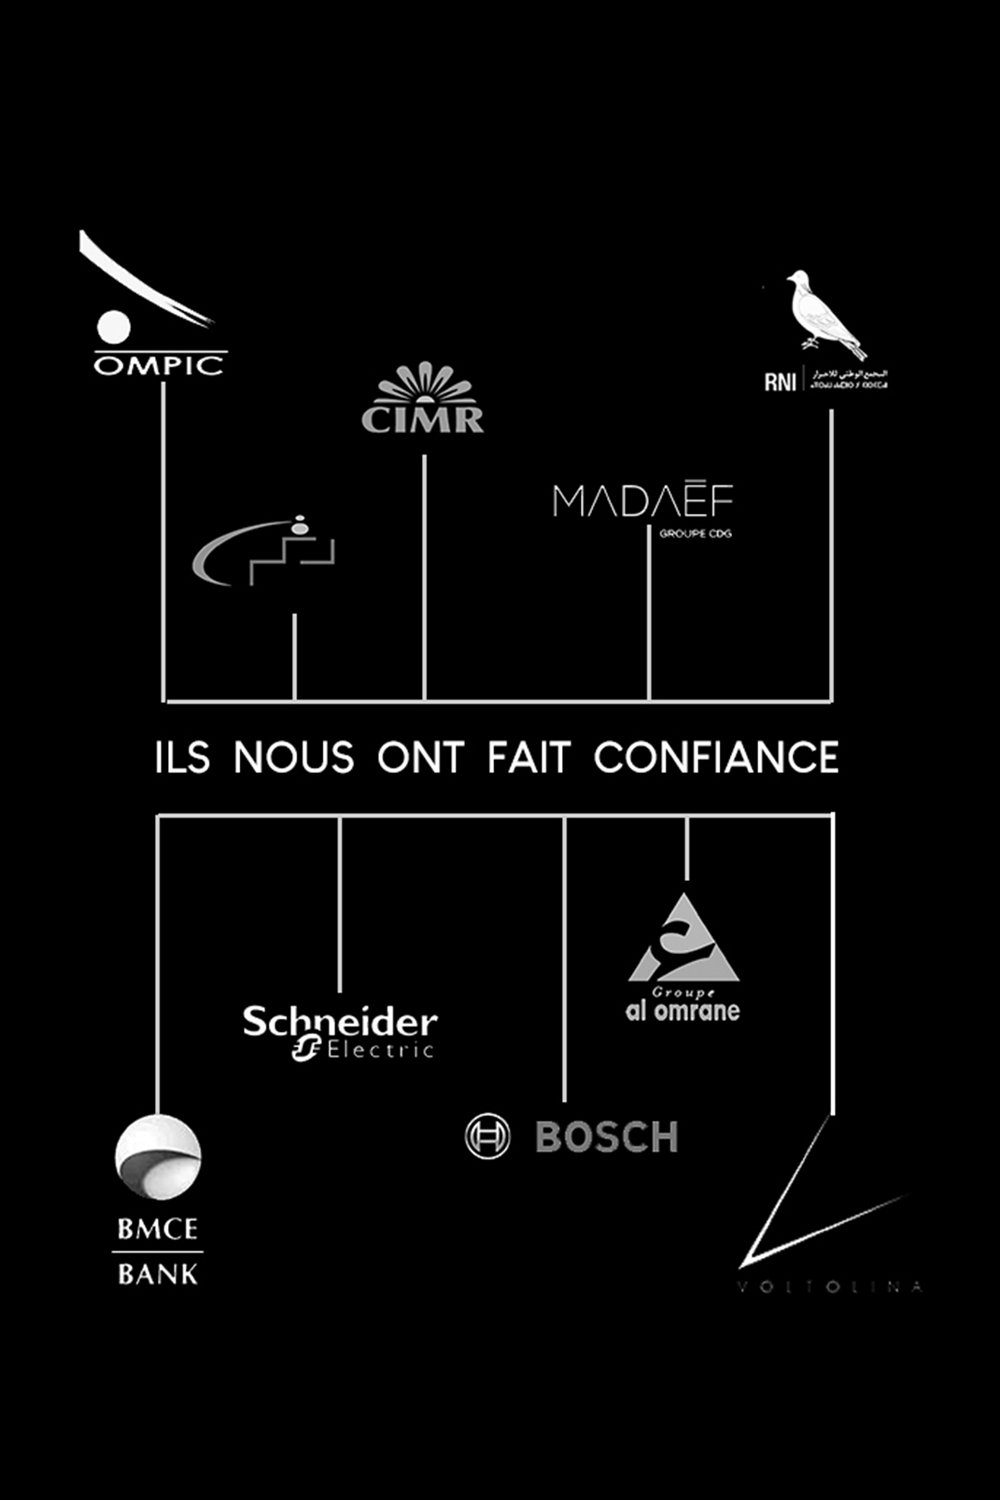 OMPIC
CIMR
RNI
التجمع الوطني للأحرار
MADAËF
GROUPE CDG
ILS NOUS ONT FAIT CONFIANCE
Groupe
al omrane
Schneider
Electric
BOSCH
BMCE
BANK
VOLTOLINA